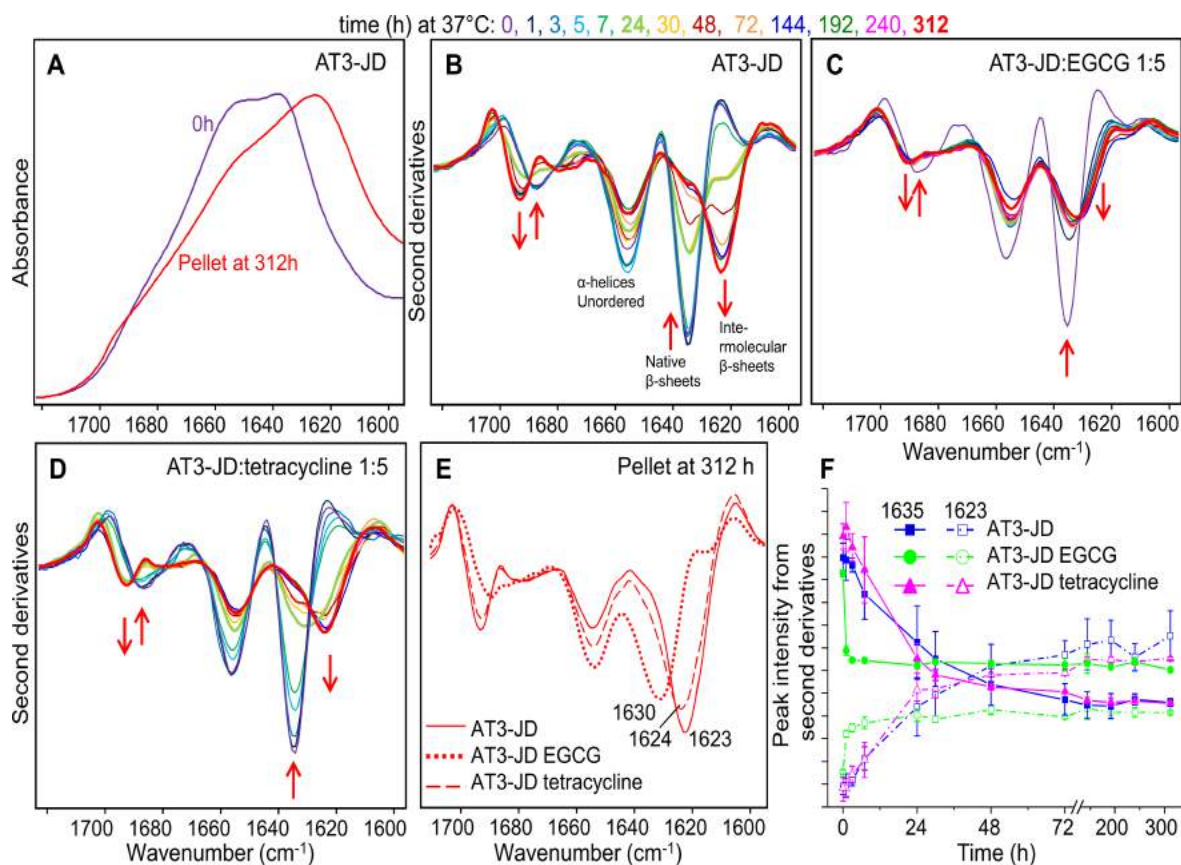 time (h) at 37°C: 0, 1, 3, 5, 7, 24, 30, 48, 72, 144, 192, 240, 312
A
AT3-JD
0h
Pellet at 312h
Absorbance
1700 1680 1660 1640 1620 1600
B
AT3-JD
Second derivatives
α-helices
Unordered
Native
β-sheets
Inte-
rmolecular
β-sheets
1700 1680 1660 1640 1620 1600
C
AT3-JD:EGCG 1:5
1700 1680 1660 1640 1620 1600
Wavenumber (cm-1)
D
AT3-JD:tetracycline 1:5
Second derivatives
1700 1680 1660 1640 1620 1600
Wavenumber (cm-1)
E
Pellet at 312 h
1630
1624
1623
AT3-JD
AT3-JD EGCG
AT3-JD tetracycline
1700 1680 1660 1640 1620 1600
Wavenumber (cm-1)
F
1635 1623
AT3-JD
AT3-JD EGCG
AT3-JD tetracycline
Peak intensity from
second derivatives
0 24 48 72 200 300
Time (h)